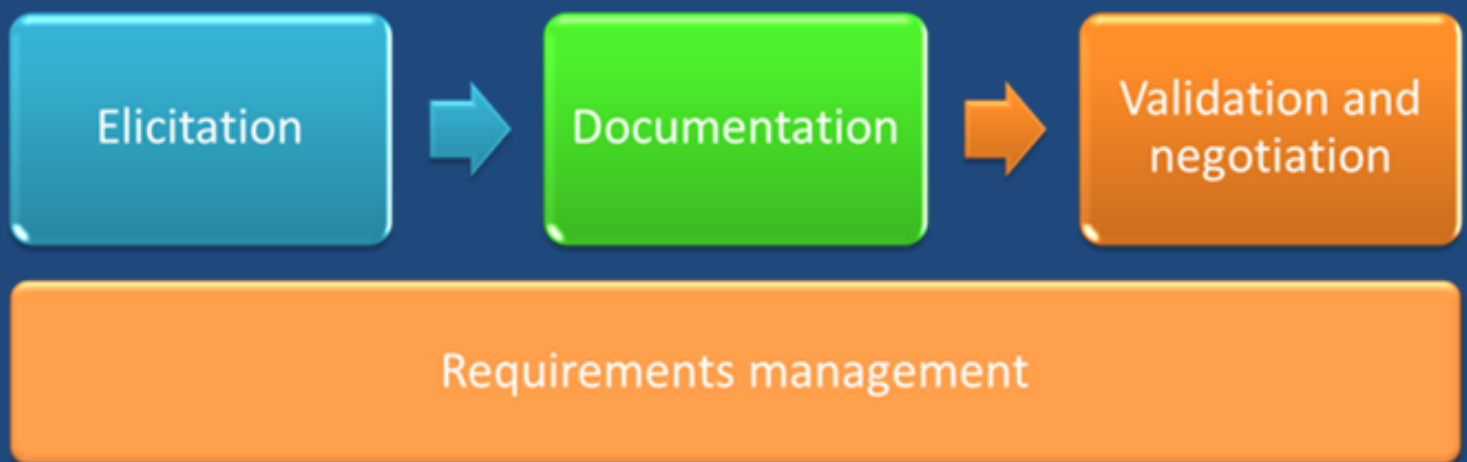 Elicitation
Documentation
Validation and
negotiation
Requirements management